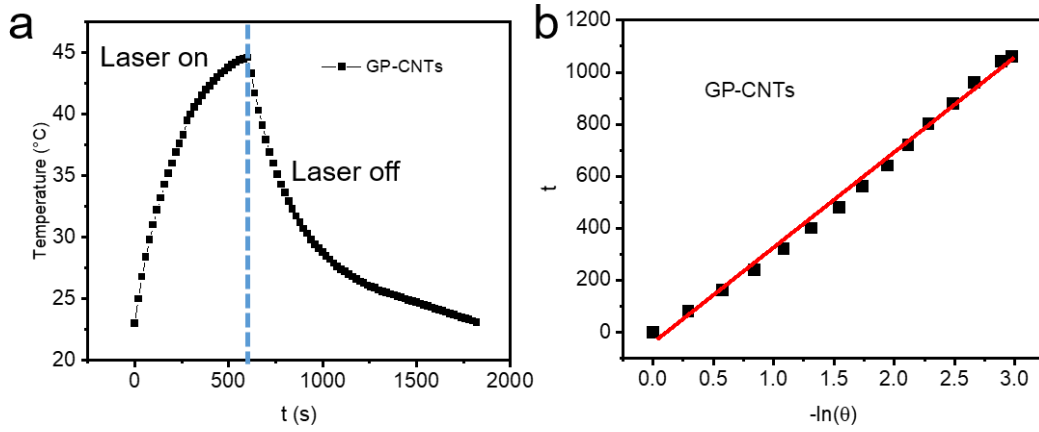 a
Laser on
GP-CNTs
Laser off
Temperature (°C)
45
40
35
30
25
20
0
500
1000
1500
2000
t (s)
b
GP-CNTs
t
1200
1000
800
600
400
200
0
0.0
0.5
1.0
1.5
2.0
2.5
3.0
-ln(θ)